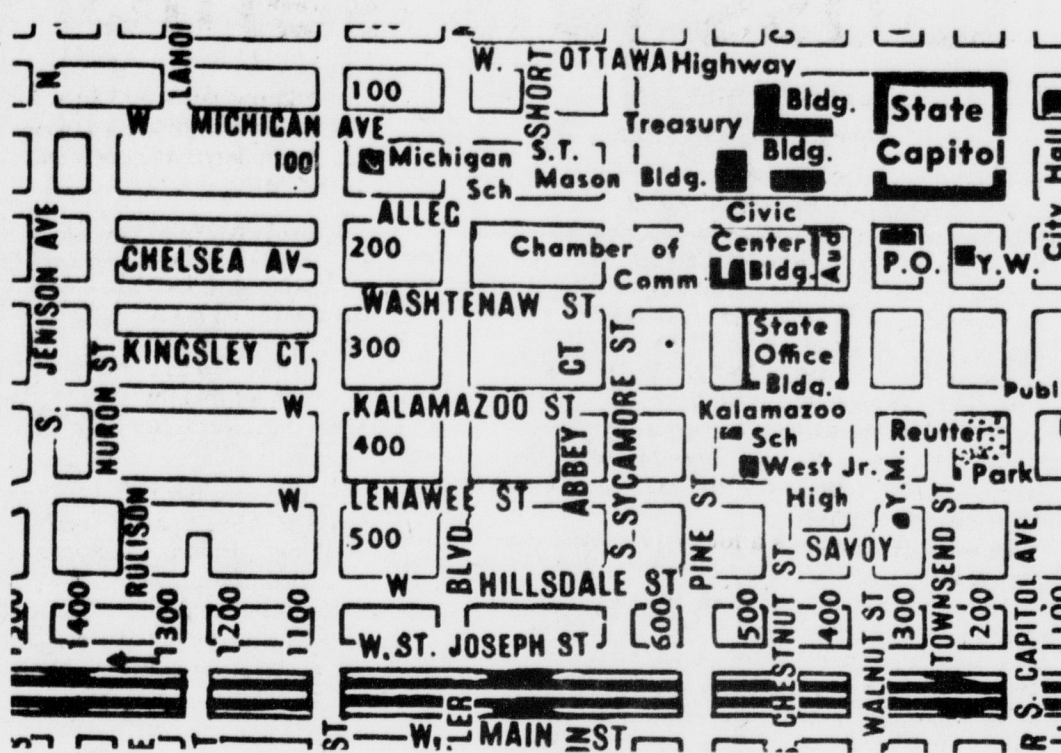 LAHO
W. OTTAWA Highway
N
SHORT
100
Bldg.
State
Capitol
W MICHIGAN AVE
Treasury
Bldg.
100
Michigan
Sch
S.T.
Mason
Bldg.
City Hall
ALLEG
Civic
Center
Bldg.
Aud
200
Chamber of
Comm
P.O.
Y.W.
JENISON AVE
CHELSEA AV
WASHTENAW ST
State
Office
Bldg.
300
KINGSLEY CT
ABBEY CT
S SYCAMORE ST
Publ
S.
HURON ST
W.
KALAMAZOO ST
Kalamazoo
Sch
Reutter
Park
400
West Jr.
High
Y.M.
W
LENAWEE ST
PINE ST
RULISON
500
BLVD
SAVOY
TOWNSEND ST
W HILLSDALE ST
CHESTNUT ST
WALNUT ST
S. CAPITOL AVE
1400
1300
1200
1100
600
500
400
300
200
W. ST. JOSEPH ST
ST
W. MAIN ST
LER